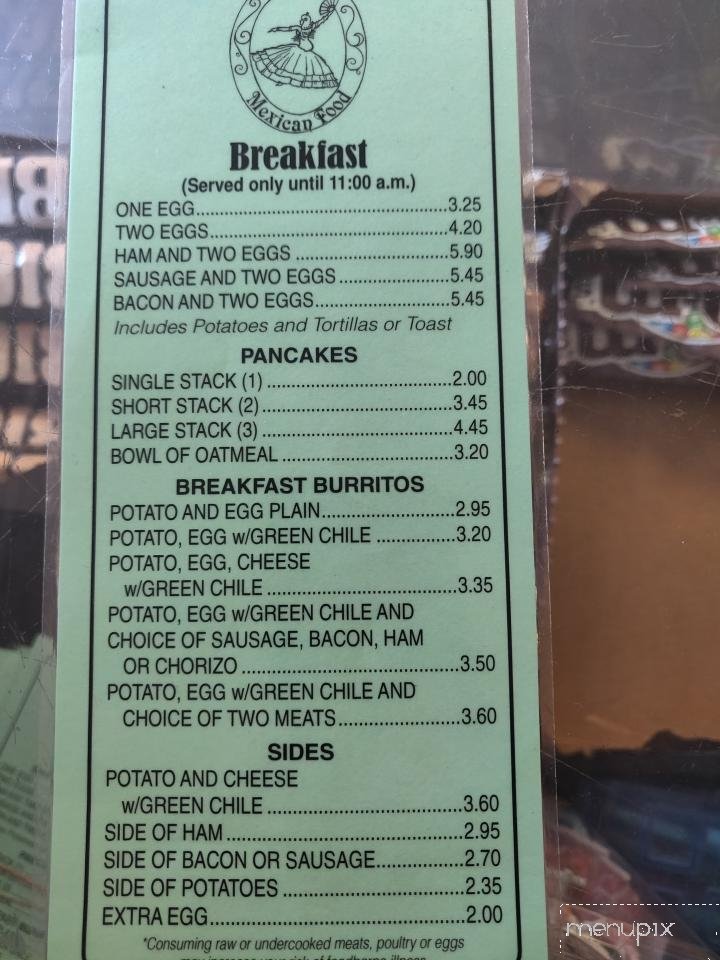 Mexican Food
Breakfast
(Served only until 11:00 a.m.)
ONE EGG..................................................3.25
TWO EGGS................................................4.20
HAM AND TWO EGGS ...............................5.90
SAUSAGE AND TWO EGGS ......................5.45
BACON AND TWO EGGS...........................5.45
Includes Potatoes and Tortillas or Toast
PANCAKES
SINGLE STACK (1) .....................................2.00
SHORT STACK (2) ......................................3.45
LARGE STACK (3) ......................................4.45
BOWL OF OATMEAL ..................................3.20
BREAKFAST BURRITOS
POTATO AND EGG PLAIN...........................2.95
POTATO, EGG w/GREEN CHILE ................3.20
POTATO, EGG, CHEESE
w/GREEN CHILE ......................................3.35
POTATO, EGG w/GREEN CHILE AND
CHOICE OF SAUSAGE, BACON, HAM
OR CHORIZO ...........................................3.50
POTATO, EGG w/GREEN CHILE AND
CHOICE OF TWO MEATS........................3.60
SIDES
POTATO AND CHEESE
w/GREEN CHILE ......................................3.60
SIDE OF HAM ..............................................2.95
SIDE OF BACON OR SAUSAGE.................2.70
SIDE OF POTATOES ...................................2.35
EXTRA EGG.................................................2.00
*Consuming raw or undercooked meats, poultry or eggs
may increase your risk of foodborne illness
menupix